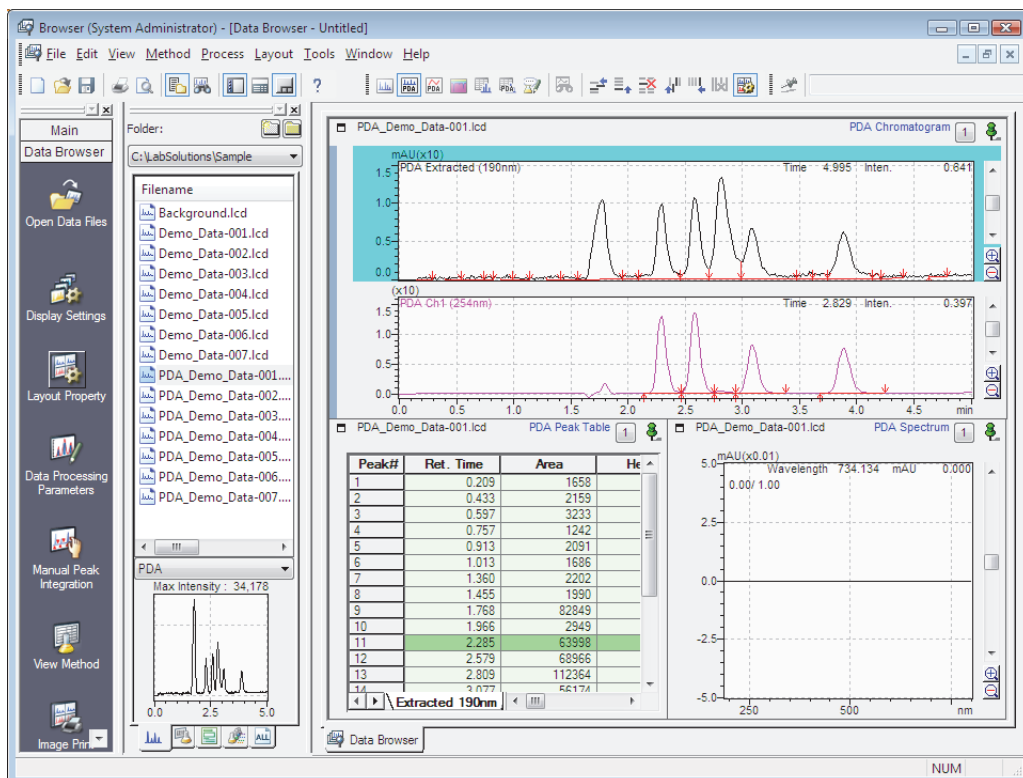 Browser (System Administrator) - [Data Browser - Untitled]
File Edit View Method Process Layout Tools Window Help
Main
Data Browser
Open Data Files
Display Settings
Layout Property
Data Processing
Parameters
Manual Peak
Integration
View Method
Image Print
Folder:
C:\LabSolutions\Sample
Filename
Background.lcd
Demo_Data-001.lcd
Demo_Data-002.lcd
Demo_Data-003.lcd
Demo_Data-004.lcd
Demo_Data-005.lcd
Demo_Data-006.lcd
Demo_Data-007.lcd
PDA_Demo_Data-001....
PDA_Demo_Data-002....
PDA_Demo_Data-003....
PDA_Demo_Data-004....
PDA_Demo_Data-005....
PDA_Demo_Data-006....
PDA_Demo_Data-007....
PDA
Max Intensity : 34,178
0.0 2.5 5.0
ALL
PDA_Demo_Data-001.lcd PDA Chromatogram 1
mAU(x10)
PDA Extracted (190nm) Time 4.995 Inten. 0.641
1.5
1.0
0.5
0.0
(x10)
PDA Ch1 (254nm) Time 2.829 Inten. 0.397
1.5
1.0
0.5
0.0
0.0 0.5 1.0 1.5 2.0 2.5 3.0 3.5 4.0 4.5 min
PDA_Demo_Data-001.lcd PDA Peak Table 1
Peak# Ret. Time Area He
1 0.209 1658
2 0.433 2159
3 0.597 3233
4 0.757 1242
5 0.913 2091
6 1.013 1686
7 1.360 2202
8 1.455 1990
9 1.768 82849
10 1.966 2949
11 2.285 63998
12 2.579 68966
13 2.809 112364
14 3.077 56174
Extracted 190nm
PDA_Demo_Data-001.lcd PDA Spectrum 1
mAU(x0.01)
5.0
Wavelength 734.134 mAU 0.000
0.00/ 1.00
2.5
0.0
-2.5
-5.0
250 500 nm
Data Browser
NUM